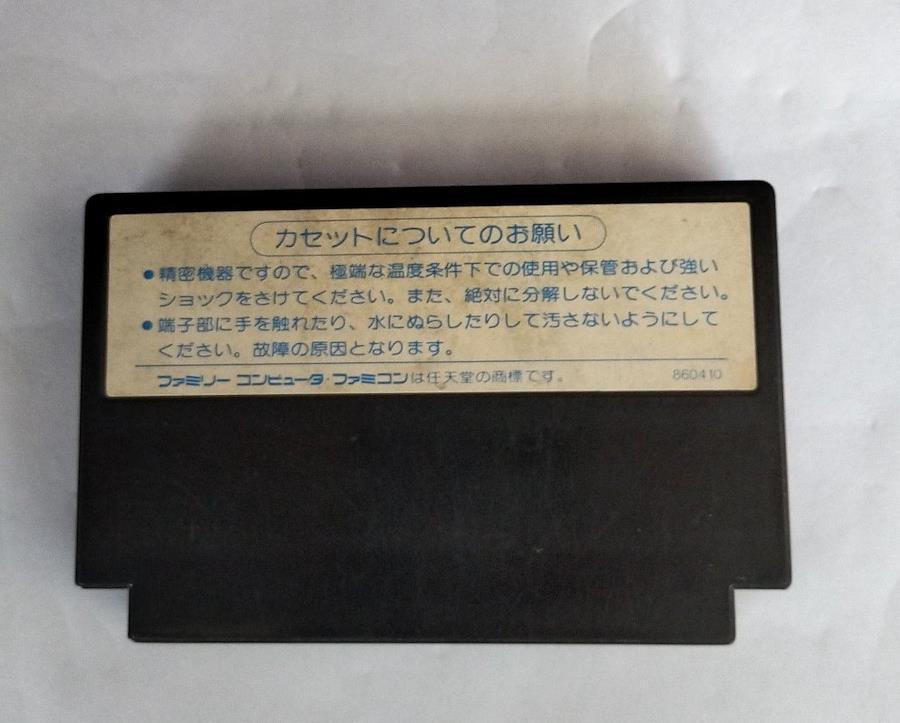 カセットについてのお願い
●精密機器ですので、極端な温度条件下での使用や保管および強い
ショックをさけてください。また、絶対に分解しないでください。
●端子部に手を触れたり、水にぬらしたりして汚さないようにして
ください。故障の原因となります。
ファミリー コンピュータ・ファミコンは任天堂の商標です。 860410